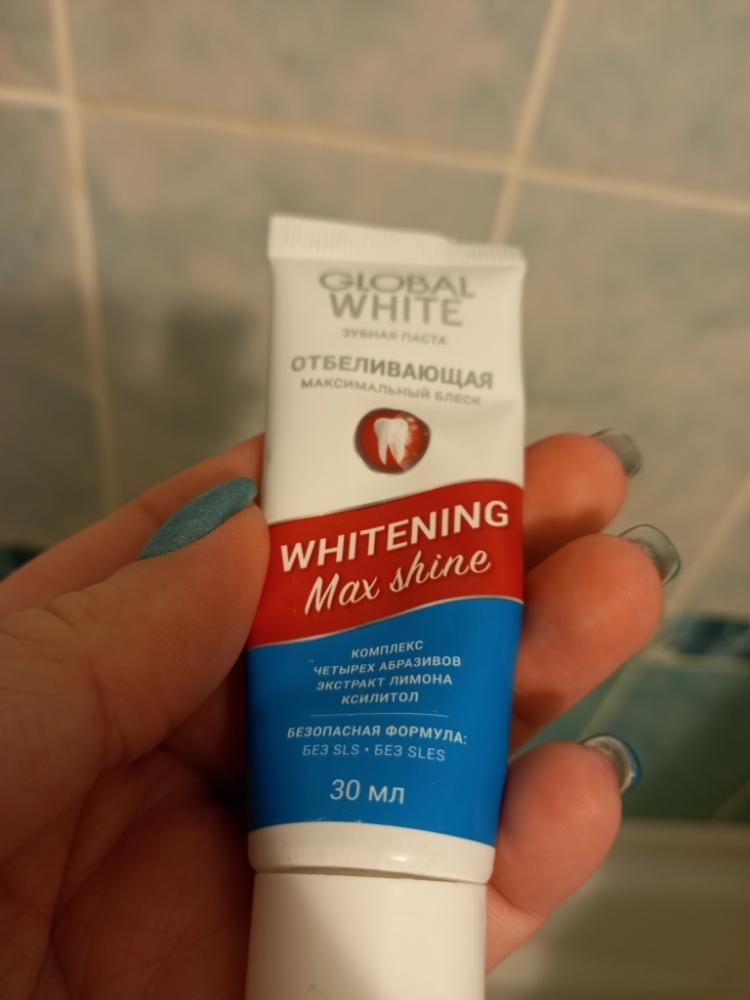 GLOBAL
WHITE
ЗУБНАЯ ПАСТА
ОТБЕЛИВАЮЩАЯ
МАКСИМАЛЬНЫЙ БЛЕСК
WHITENING
Max shine
КОМПЛЕКС
ЧЕТЫРЕХ АБРАЗИВОВ
ЭКСТРАКТ ЛИМОНА
КСИЛИТОЛ
БЕЗОПАСНАЯ ФОРМУЛА:
БЕЗ SLS • БЕЗ SLES
30 МЛ